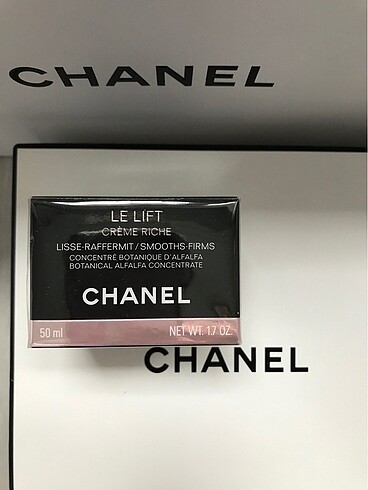 CHANEL
LE LIFT
CRÈME RICHE
LISSE-RAFFERMIT / SMOOTHS-FIRMS
CONCENTRÉ BOTANIQUE D'ALFALFA
BOTANICAL ALFALFA CONCENTRATE
CHANEL
50 ml NET WT. 1.7 OZ.
CHANEL